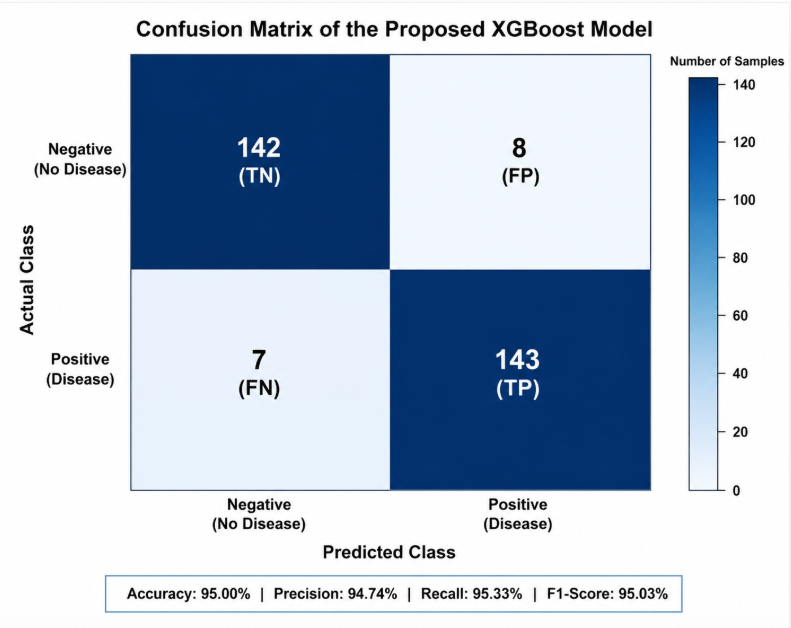 Confusion Matrix of the Proposed XGBoost Model
Number of Samples
Actual Class
Negative
(No Disease)
142
(TN)
8
(FP)
Positive
(Disease)
7
(FN)
143
(TP)
140
120
100
80
60
40
20
0
Negative
(No Disease)
Positive
(Disease)
Predicted Class
Accuracy: 95.00% | Precision: 94.74% | Recall: 95.33% | F1-Score: 95.03%